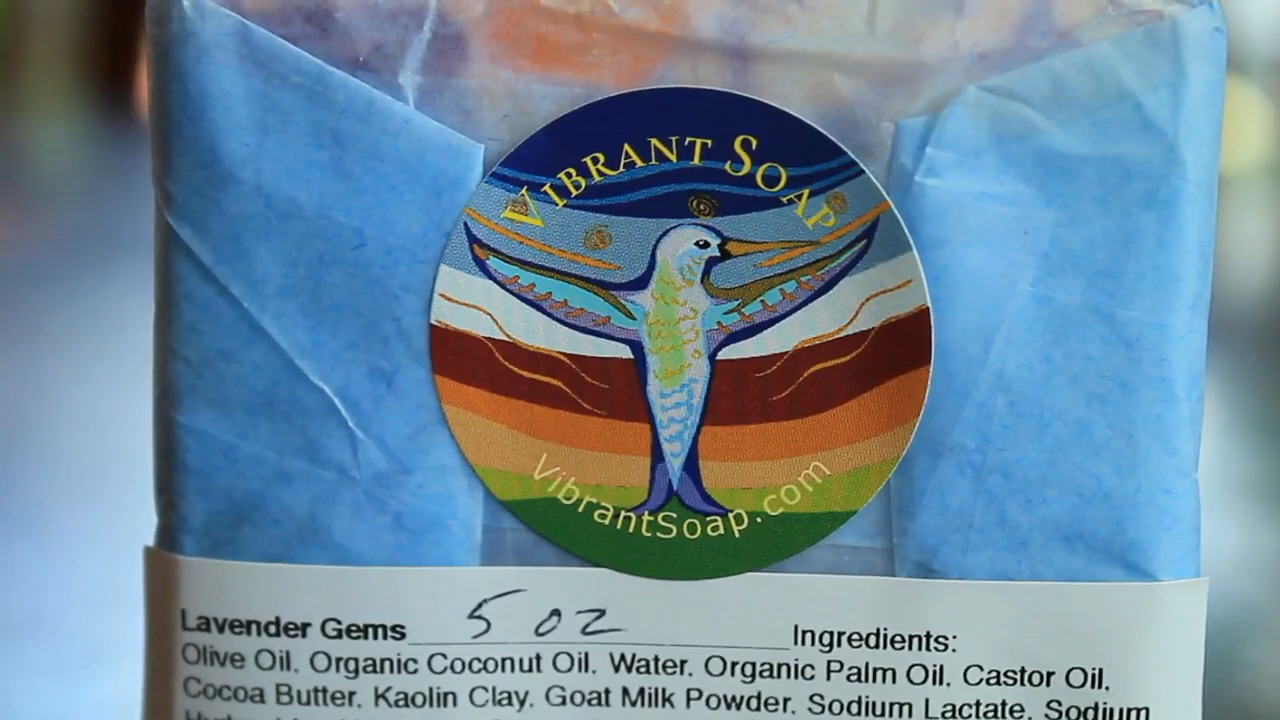 VIBRANT SOAP
VibrantSoap.com
Lavender Gems 5 oz Ingredients:
Olive Oil, Organic Coconut Oil, Water, Organic Palm Oil, Castor Oil,
Cocoa Butter, Kaolin Clay, Goat Milk Powder, Sodium Lactate, Sodium